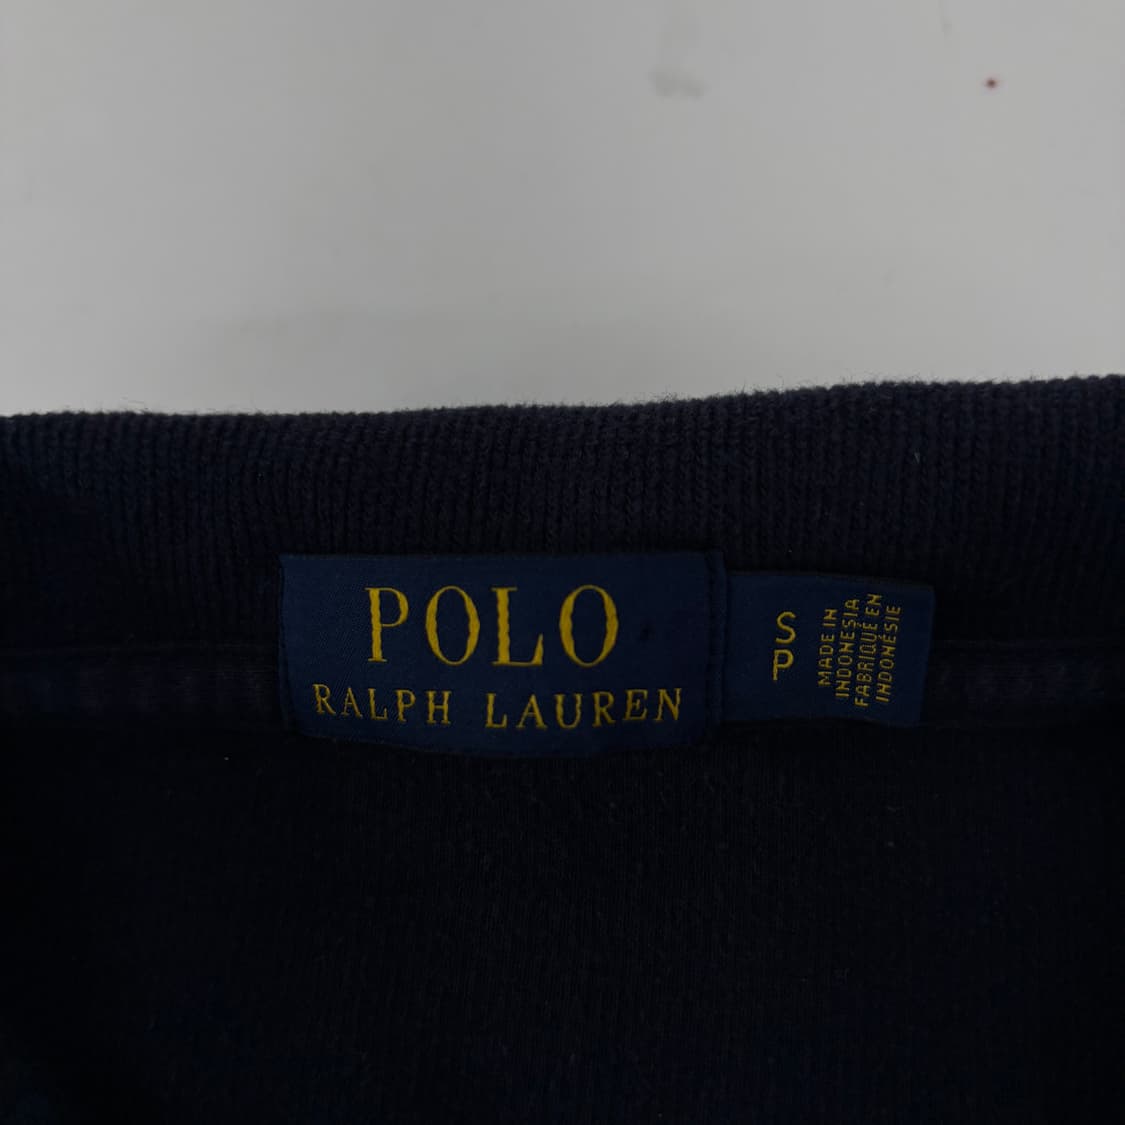 POLO
RALPH LAUREN
S
P
MADE IN
INDONESIA
FABRIQUÉ EN
INDONÉSIE